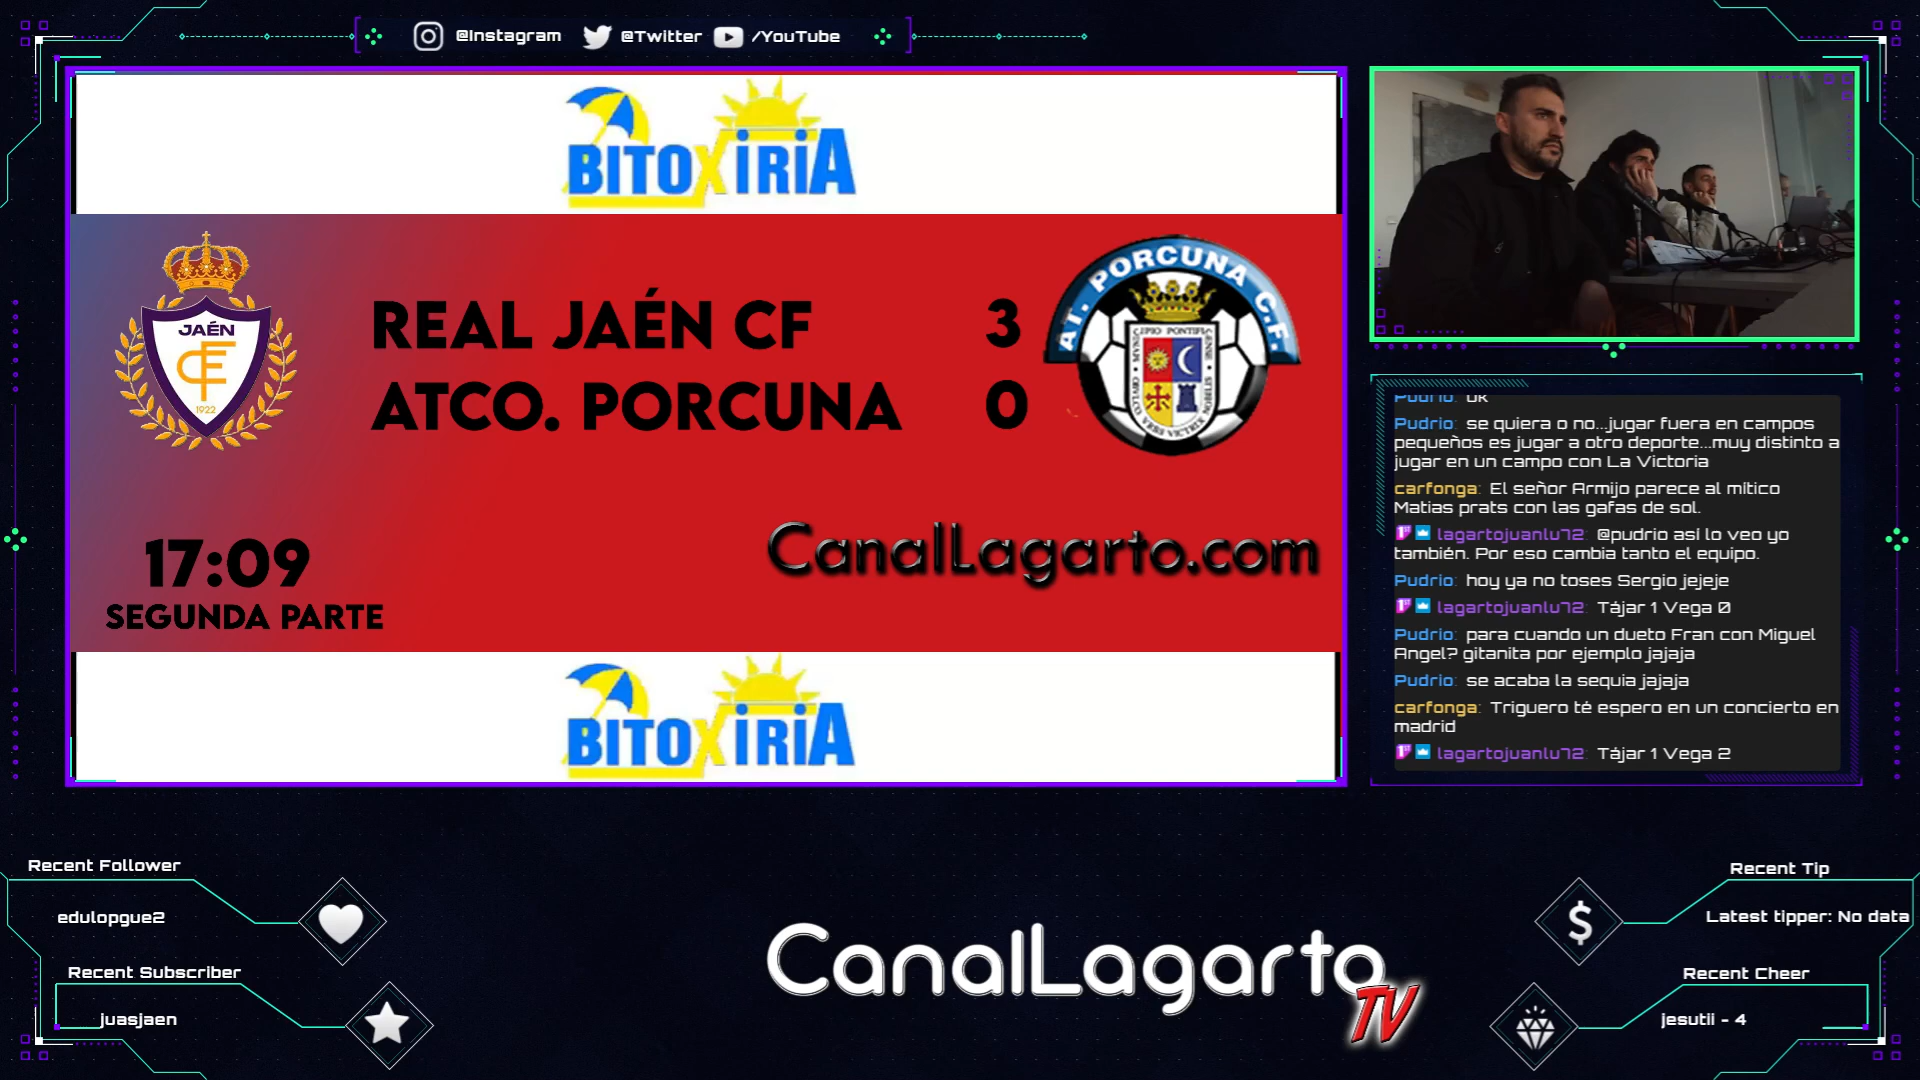 @Instagram
@Twitter
/YouTube
BITOXIRIA
JAÉN
CF
1922
REAL JAÉN CF 3
ATCO. PORCUNA 0
AT. PORCUNA C.F.
17:09
SEGUNDA PARTE
CanalLagarto.com
BITOXIRIA
Pudrio: ok
Pudrio: se quiera o no...jugar fuera en campos
pequeños es jugar a otro deporte...muy distinto a
jugar en un campo con La Victoria
carfonga: El señor Armijo parece al mítico
Matias prats con las gafas de sol.
lagartojuanlu72: @pudrio así lo veo yo
también. Por eso cambia tanto el equipo.
Pudrio: hoy ya no toses Sergio jejeje
lagartojuanlu72: Tájar 1 Vega 0
Pudrio: para cuando un dueto Fran con Miguel
Angel? gitanita por ejemplo jajaja
Pudrio: se acaba la sequia jajaja
carfonga: Triguero té espero en un concierto en
madrid
lagartojuanlu72: Tájar 1 Vega 2
Recent Follower
edulopgue2
Recent Subscriber
juasjaen
CanalLagarto
TV
Recent Tip
Latest tipper: No data
Recent Cheer
jesutii - 4